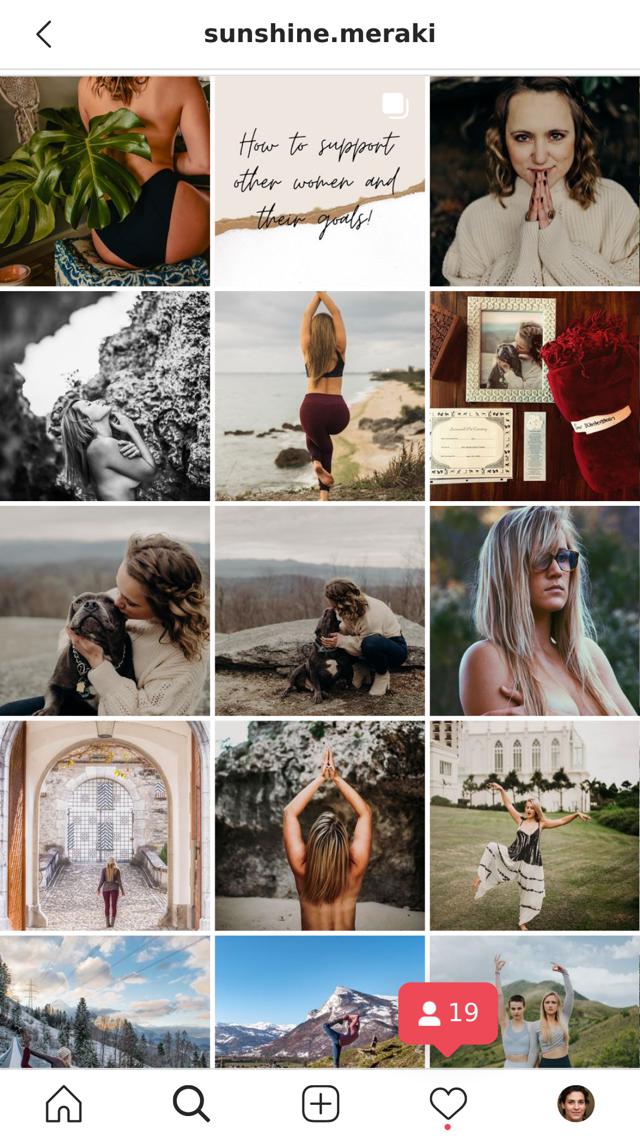 sunshine.meraki
How to support
other women and
their goals!
19